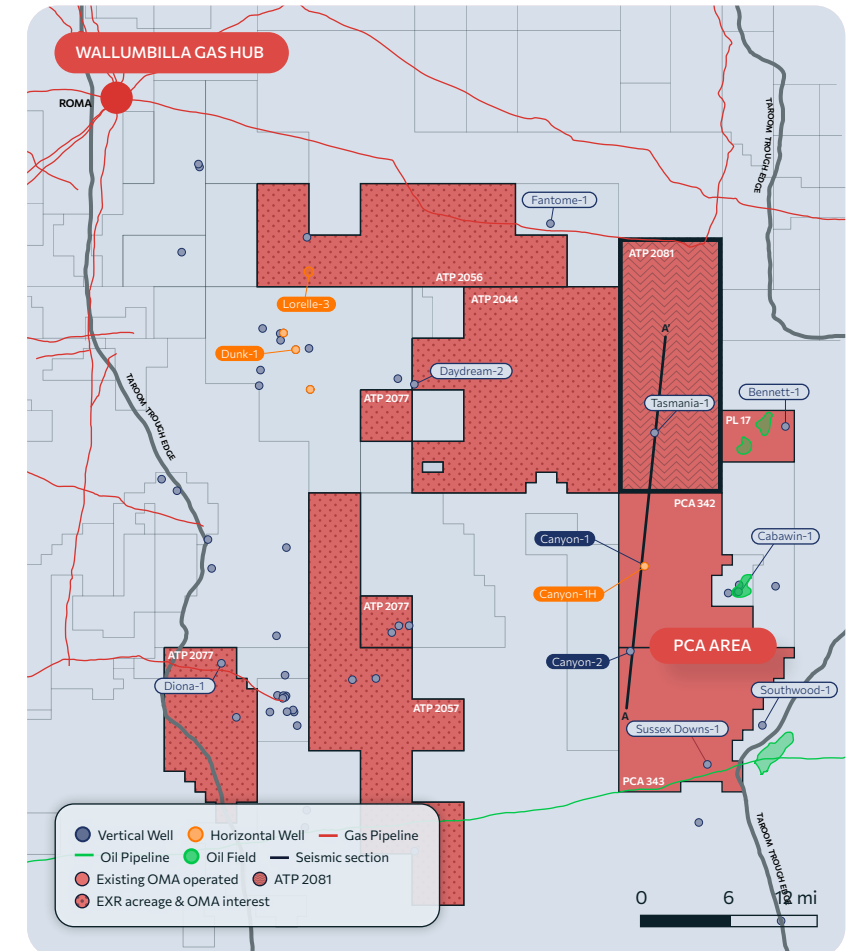 WALLUMBILLA GAS HUB
ROMA
TAROOM TROUGH EDGE
Fantome-1
ATP 2081
ATP 2056
ATP 2044
Lorelle-3
A'
Dunk-1
Daydream-2
TAROOM TROUGH EDGE
ATP 2077
Tasmania-1
Bennett-1
PL 17
PCA 342
Canyon-1
Cabawin-1
Canyon-1H
ATP 2077
PCA AREA
ATP 2077
Canyon-2
Diona-1
Southwood-1
ATP 2057
A
Sussex Downs-1
PCA 343
TAROOM TROUGH EDGE
Vertical Well
Horizontal Well
Gas Pipeline
Oil Pipeline
Oil Field
Seismic section
Existing OMA operated
ATP 2081
EXR acreage & OMA interest
0 6 12 mi